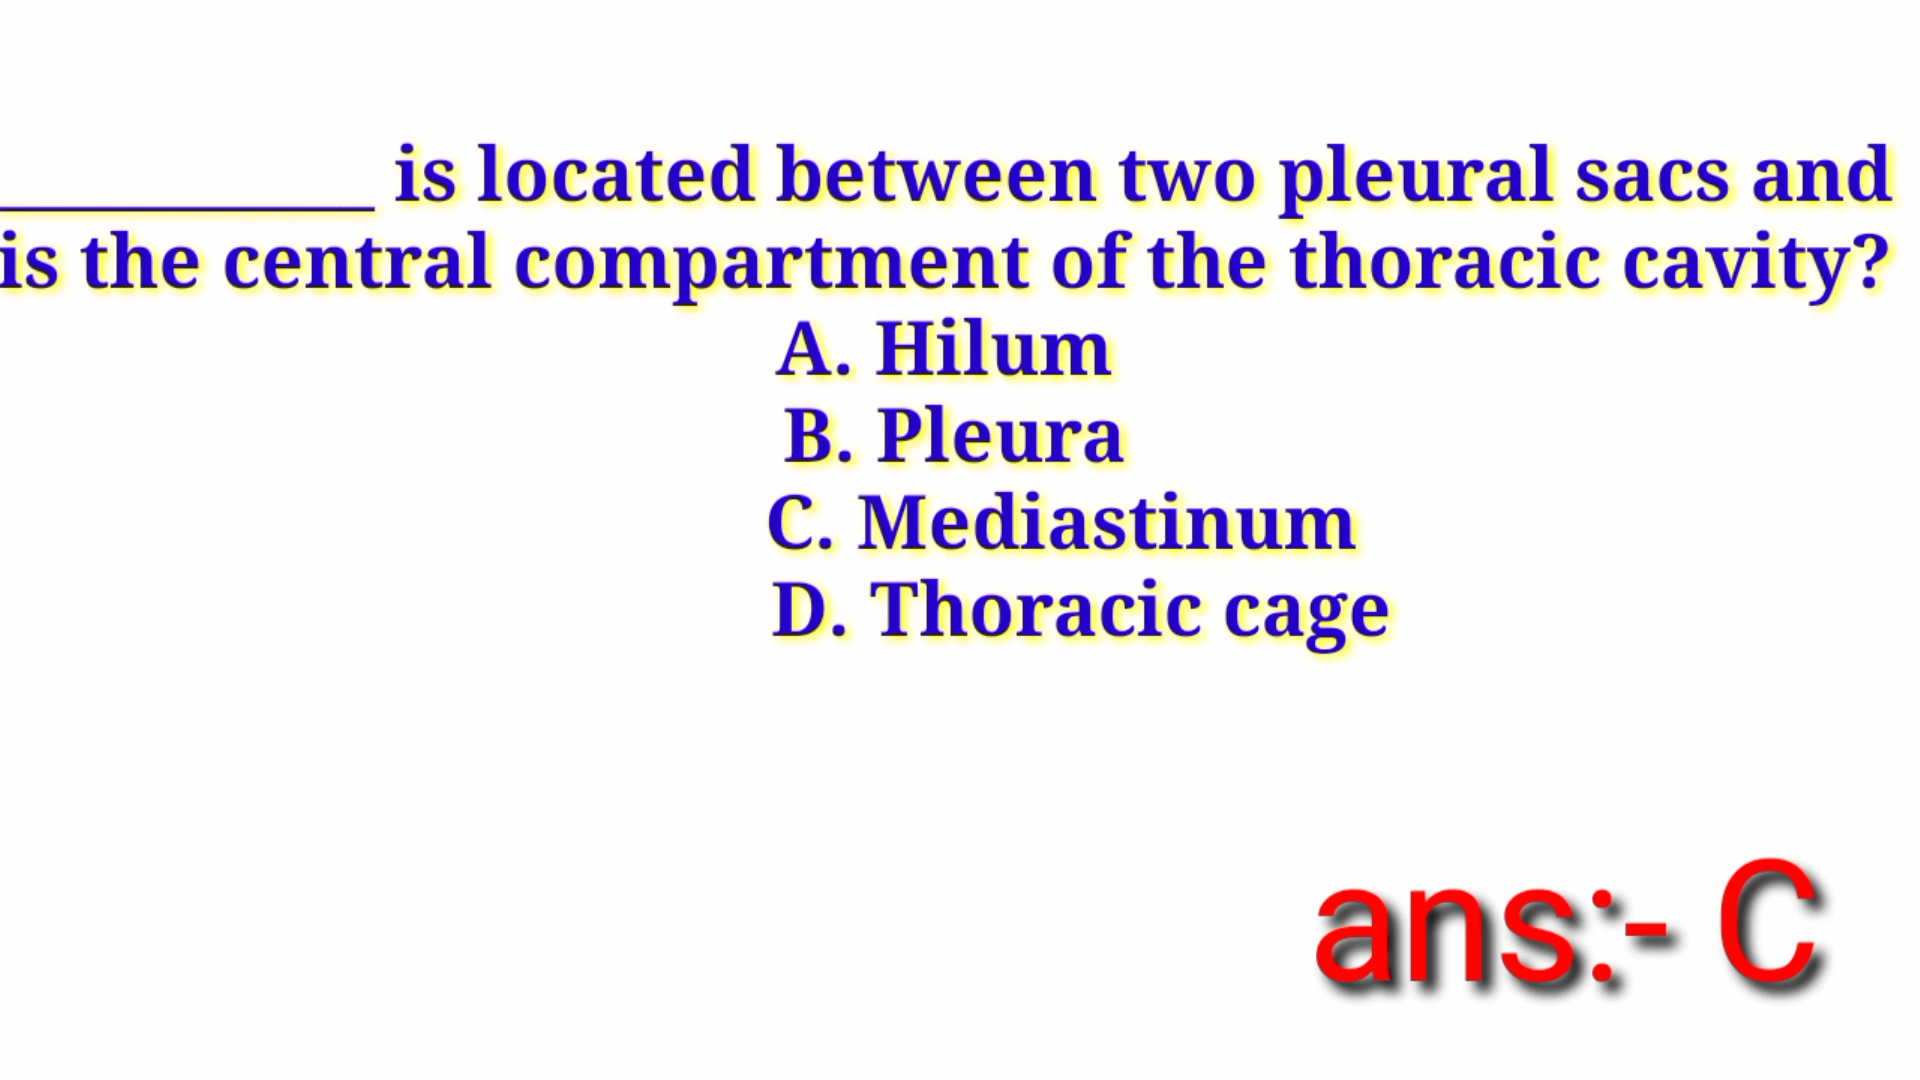 ______________ is located between two pleural sacs and
is the central compartment of the thoracic cavity?
A. Hilum
B. Pleura
C. Mediastinum
D. Thoracic cage
ans:- C